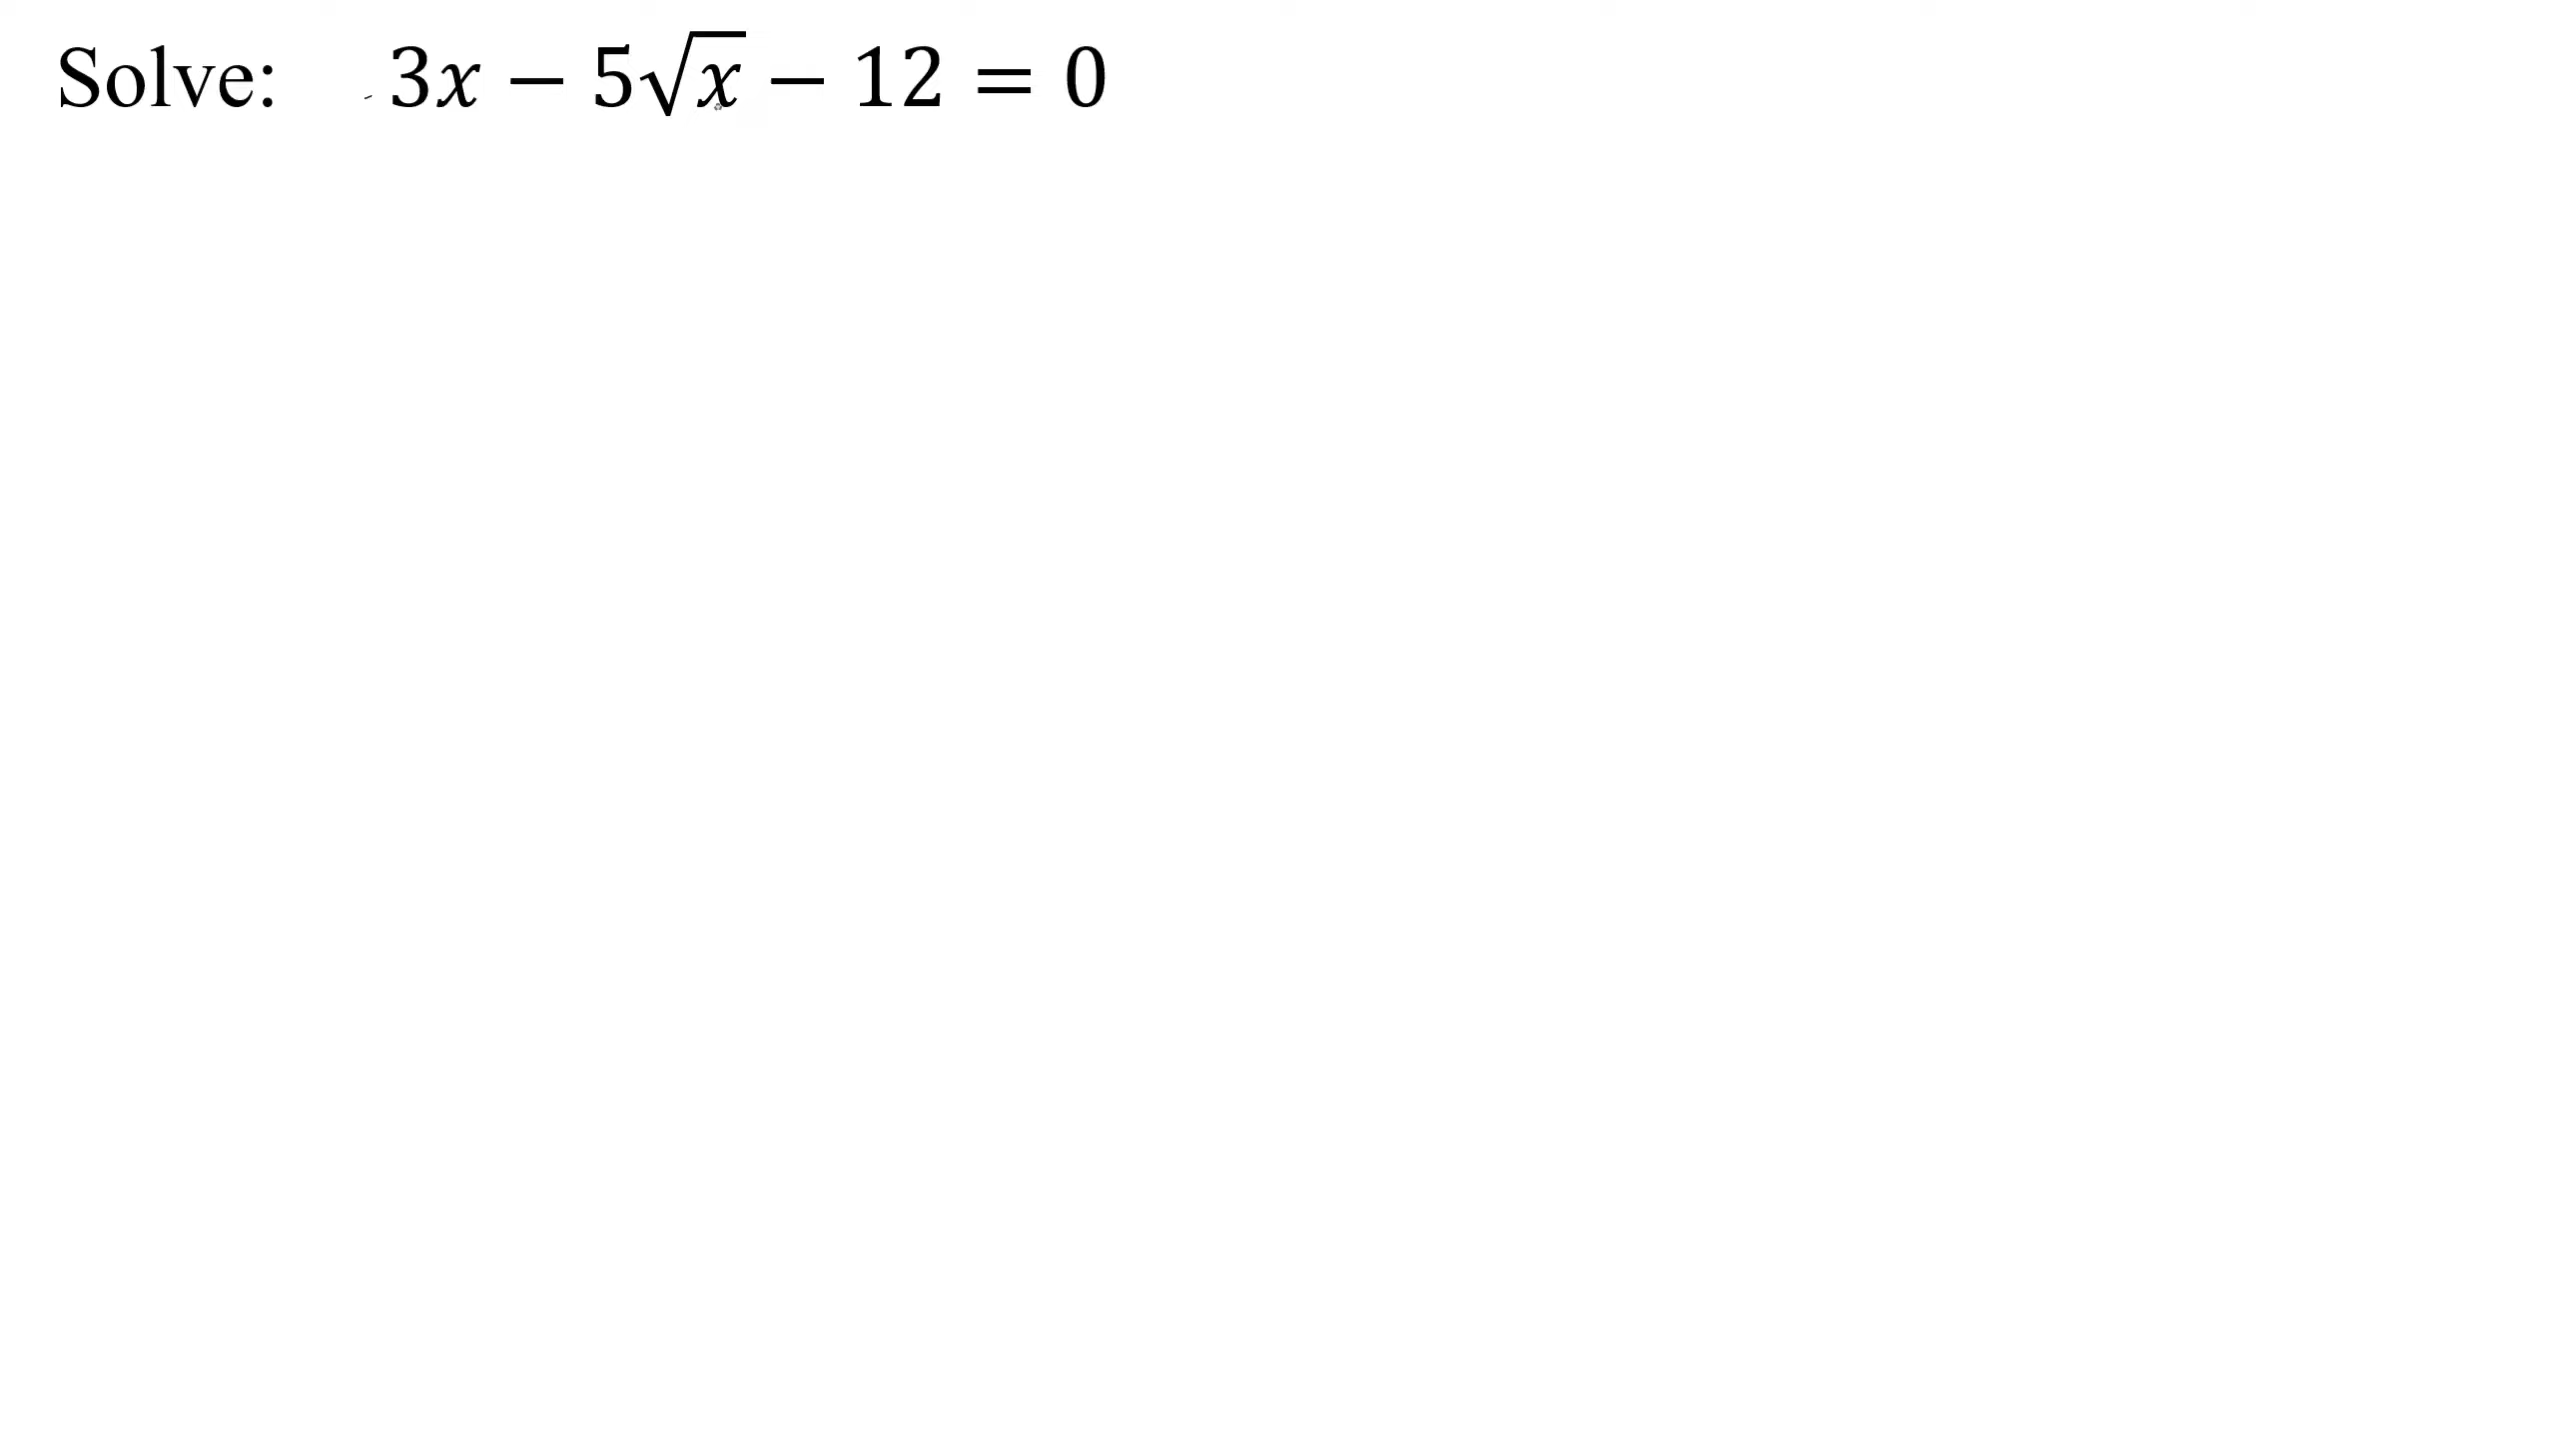 Solve: 3x − 5√x − 12 = 0